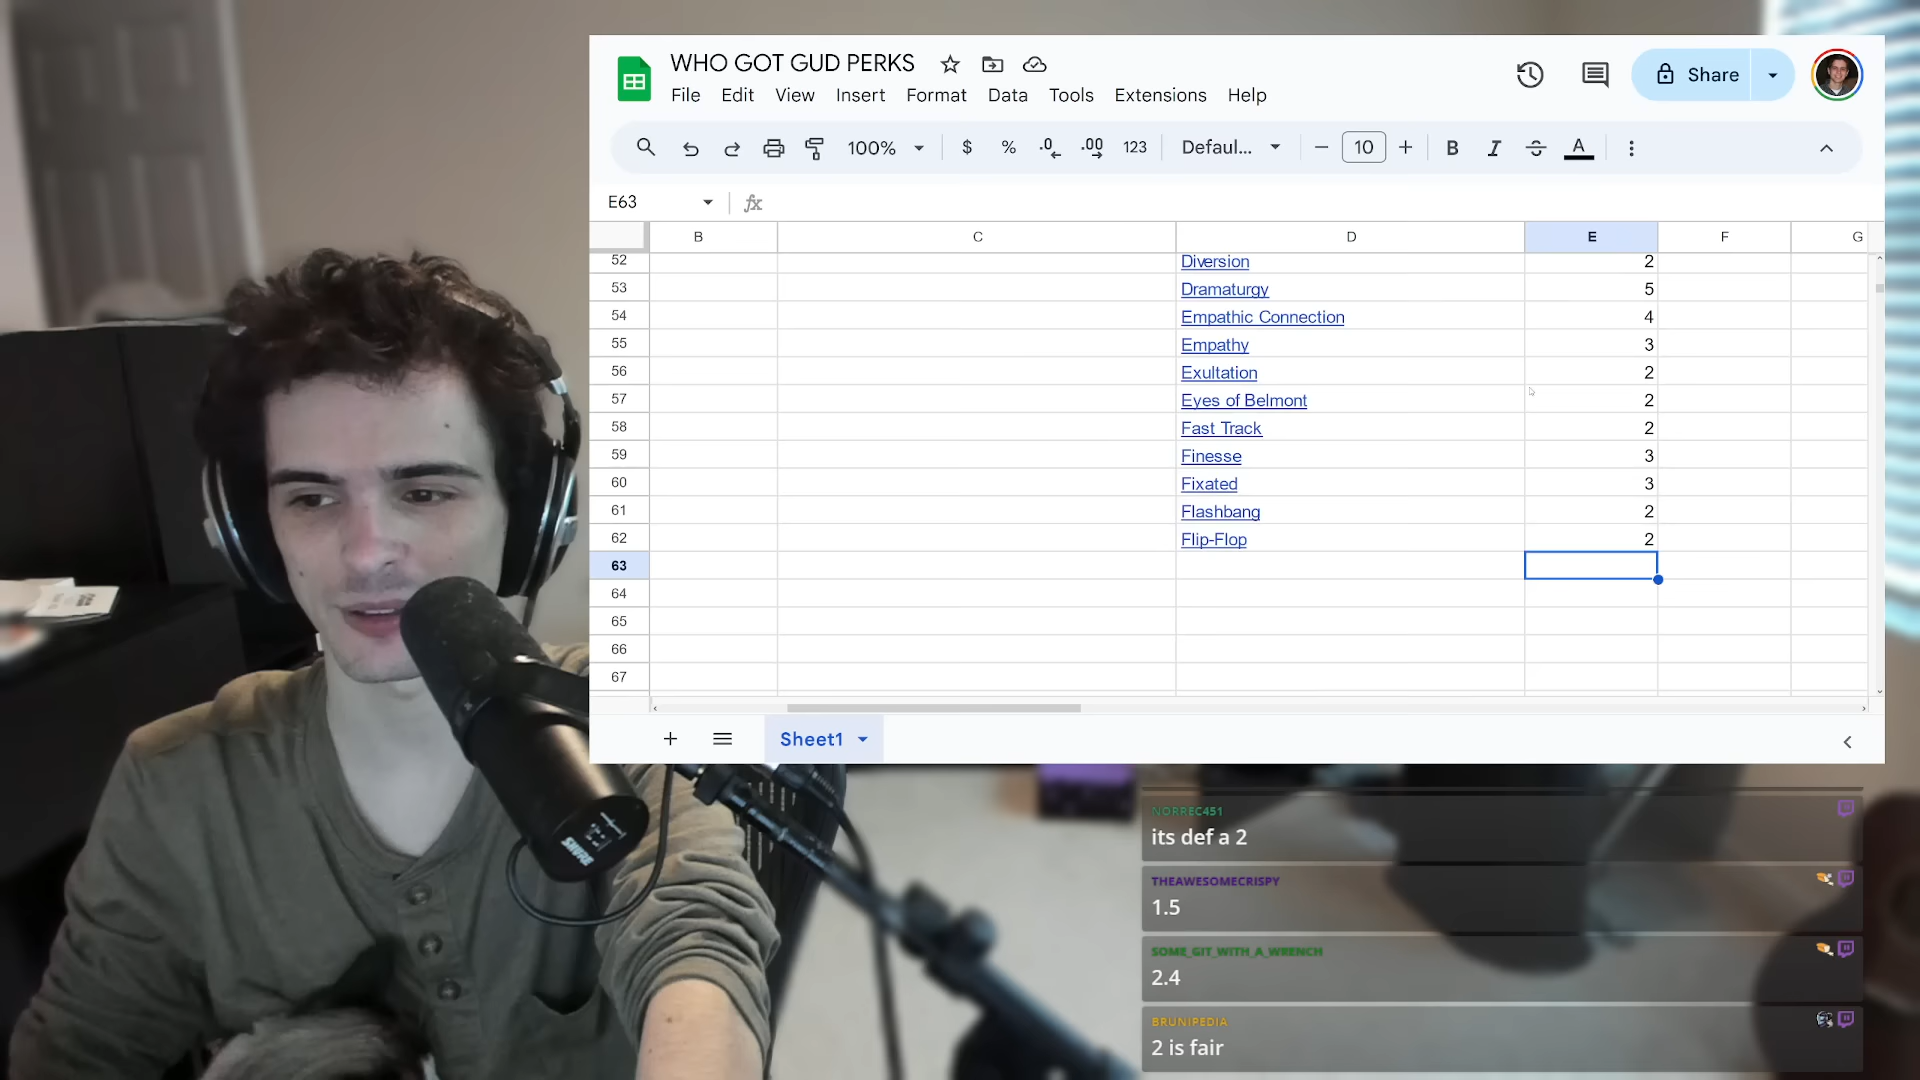 WHO GOT GUD PERKS
File Edit View Insert Format Data Tools Extensions Help
Share
100% $ % .0 .00 123 Defaul... 10 B I S A
E63 fx
B C D E F G
52 Diversion 2
53 Dramaturgy 5
54 Empathic Connection 4
55 Empathy 3
56 Exultation 2
57 Eyes of Belmont 2
58 Fast Track 2
59 Finesse 3
60 Fixated 3
61 Flashbang 2
62 Flip-Flop 2
63
64
65
66
67
Sheet1
SHURE
NORREC451
its def a 2
THEAWESOMECRISPY
1.5
SOME_GIT_WITH_A_WRENCH
2.4
BRUNIPEDIA
2 is fair